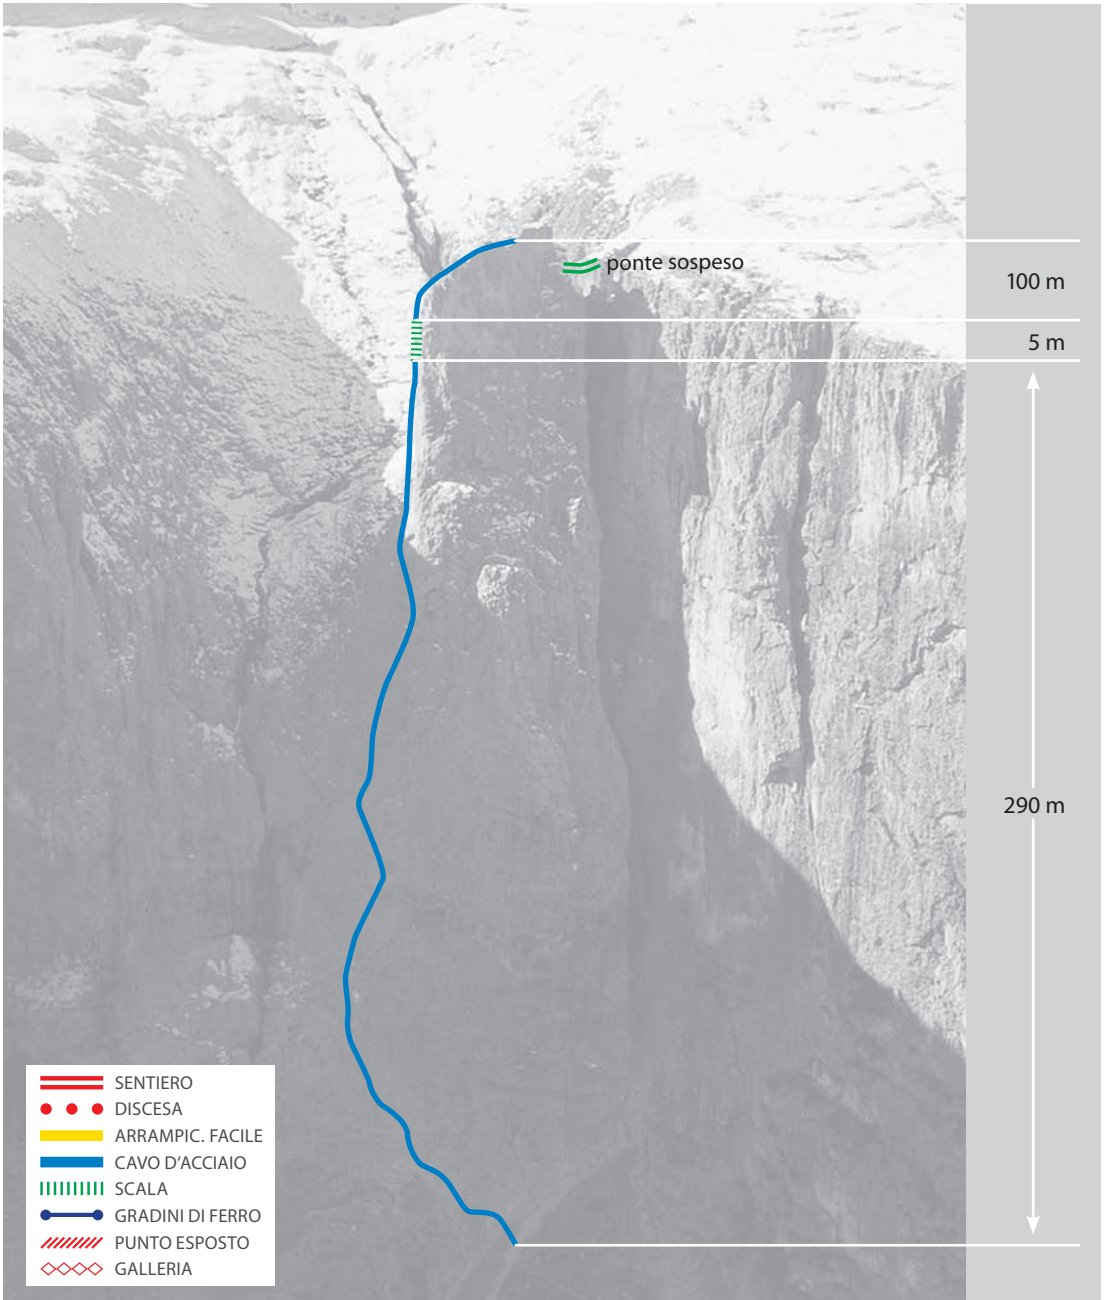 ponte sospeso
100 m
5 m
290 m
SENTIERO
DISCESA
ARRAMPIC. FACILE
CAVO D'ACCIAIO
SCALA
GRADINI DI FERRO
PUNTO ESPOSTO
GALLERIA